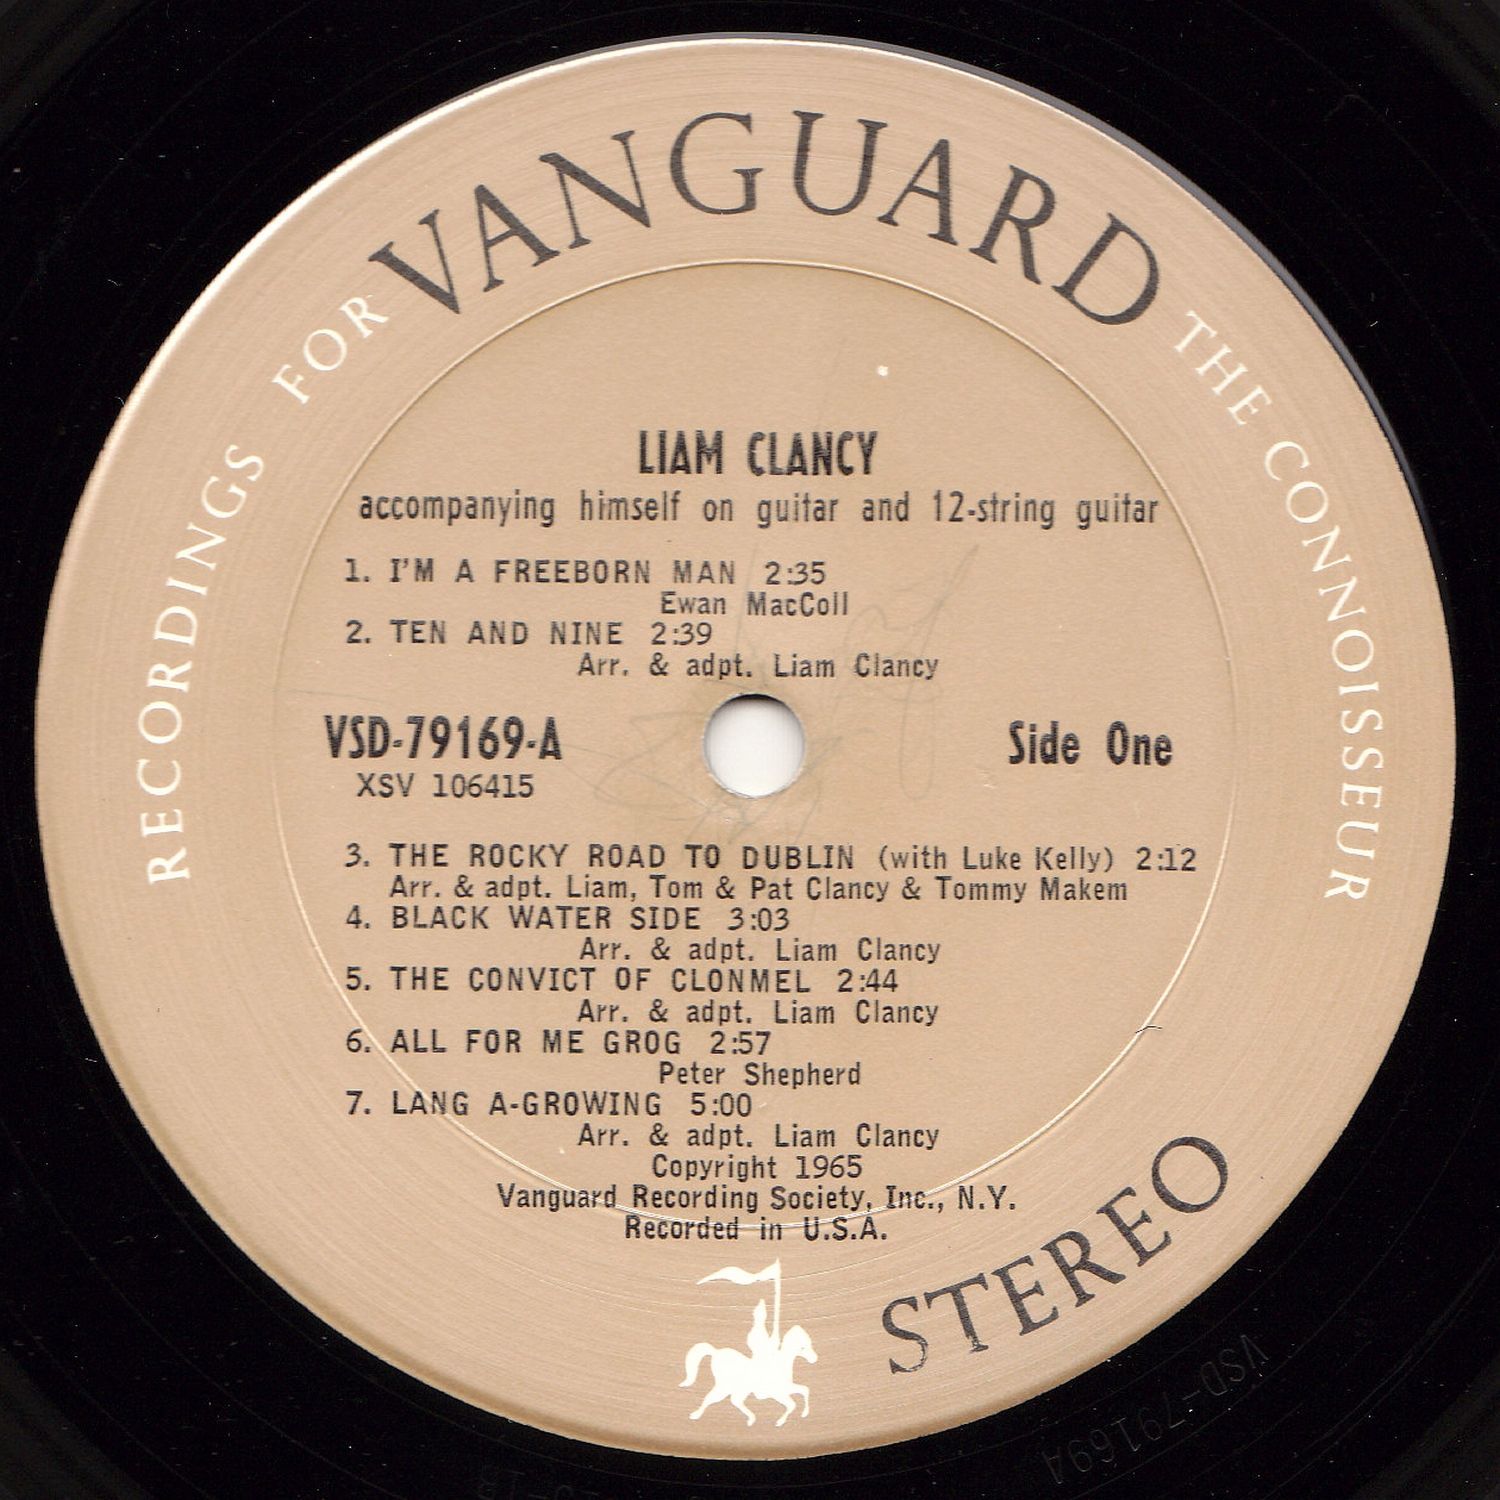 RECORDINGS FOR VANGUARD THE CONNOISSEUR
LIAM CLANCY
accompanying himself on guitar and 12-string guitar
1. I'M A FREEBORN MAN 2:35
Ewan MacColl
2. TEN AND NINE 2:39
Arr. & adpt. Liam Clancy
VSD-79169-A
XSV 106415
Side One
3. THE ROCKY ROAD TO DUBLIN (with Luke Kelly) 2:12
Arr. & adpt. Liam, Tom & Pat Clancy & Tommy Makem
4. BLACK WATER SIDE 3:03
Arr. & adpt. Liam Clancy
5. THE CONVICT OF CLONMEL 2:44
Arr. & adpt. Liam Clancy
6. ALL FOR ME GROG 2:57
Peter Shepherd
7. LANG A-GROWING 5:00
Arr. & adpt. Liam Clancy
Copyright 1965
Vanguard Recording Society, Inc., N.Y.
Recorded in U.S.A.
STEREO
VSD-79169A